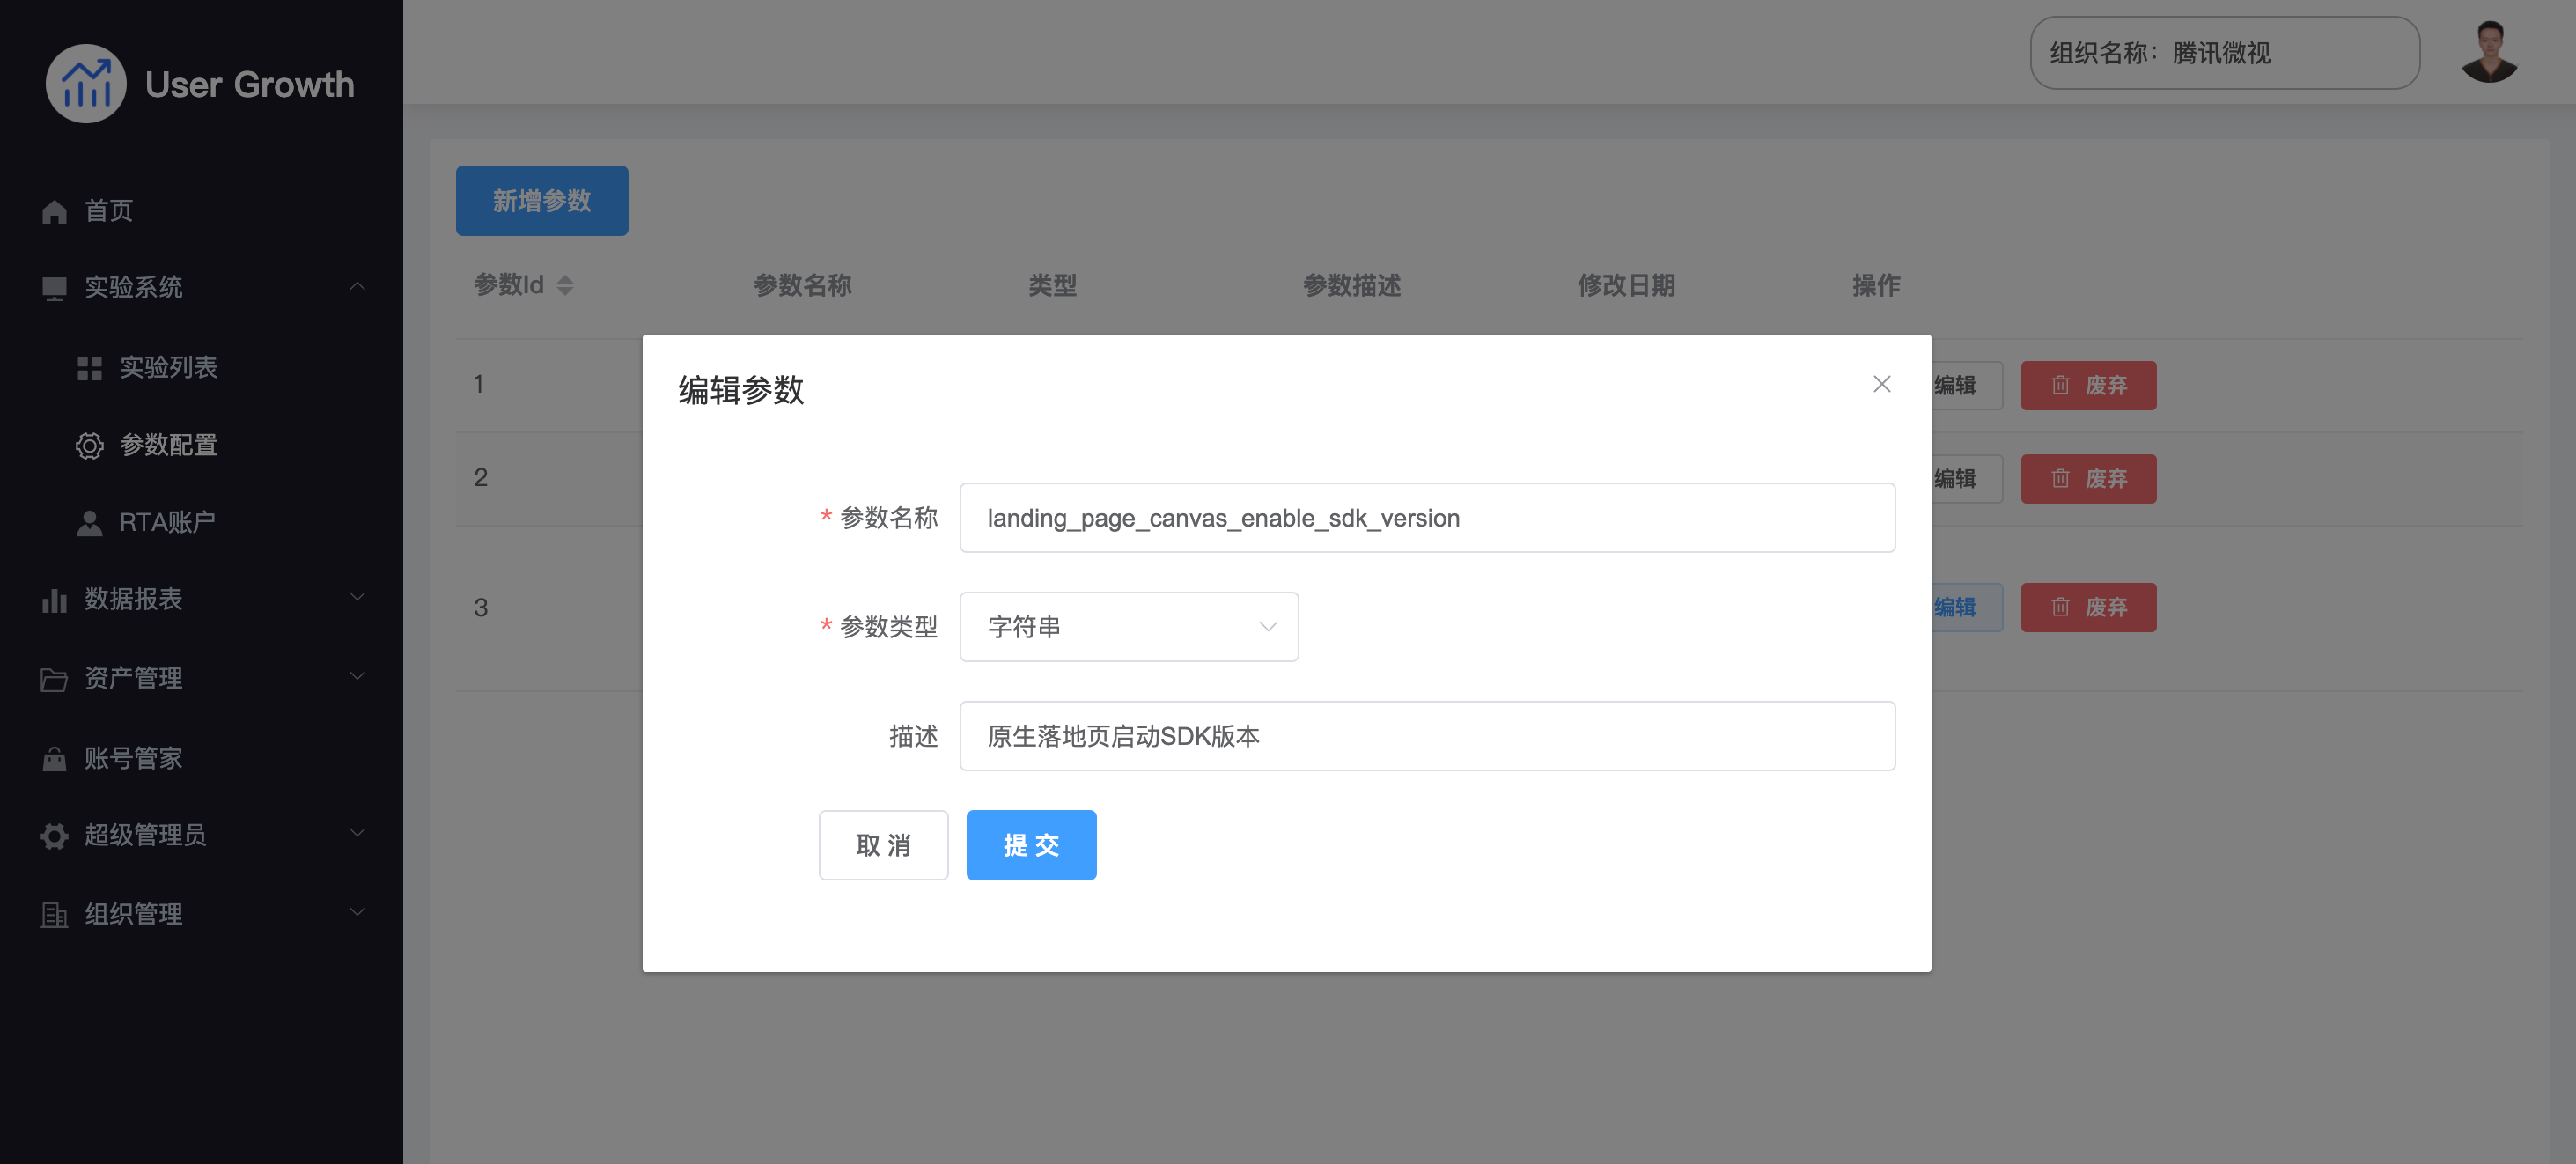 User Growth
组织名称：腾讯微视
首页
实验系统
实验列表
参数配置
RTA账户
数据报表
资产管理
账号管家
超级管理员
组织管理
新增参数
参数Id 参数名称 类型 参数描述 修改日期 操作
1 编辑 废弃
2 编辑 废弃
3 编辑 废弃
编辑参数
* 参数名称 landing_page_canvas_enable_sdk_version
* 参数类型 字符串
描述 原生落地页启动SDK版本
取 消 提 交